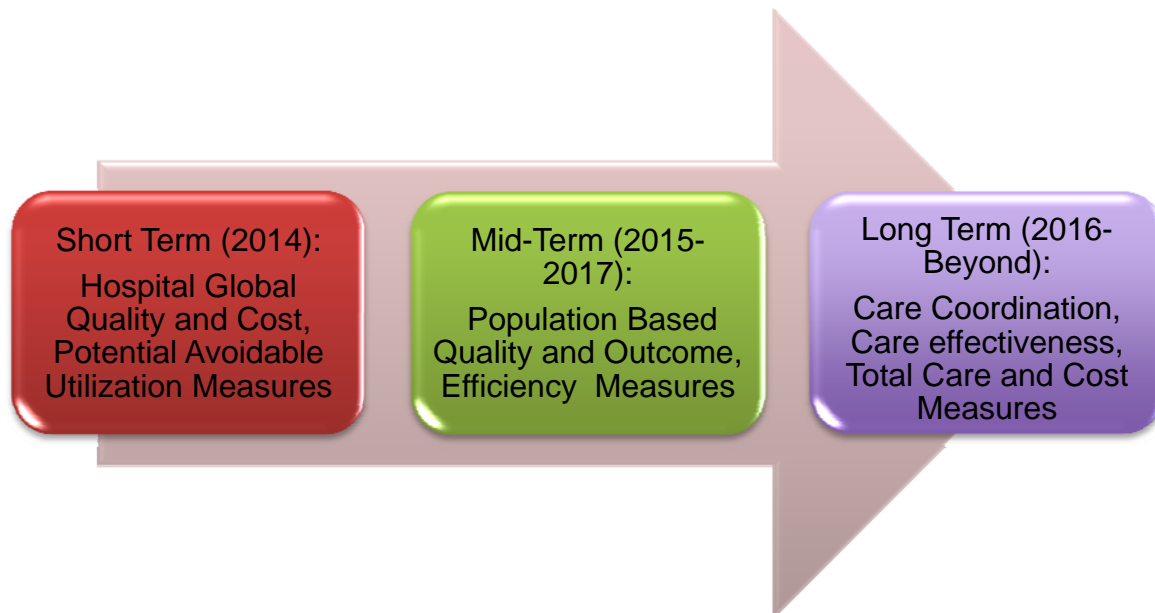 Short Term (2014):
Hospital Global
Quality and Cost,
Potential Avoidable
Utilization Measures
Mid-Term (2015-
2017):
Population Based
Quality and Outcome,
Efficiency  Measures
Long Term (2016-
Beyond):
Care Coordination,
Care effectiveness,
Total Care and Cost
Measures